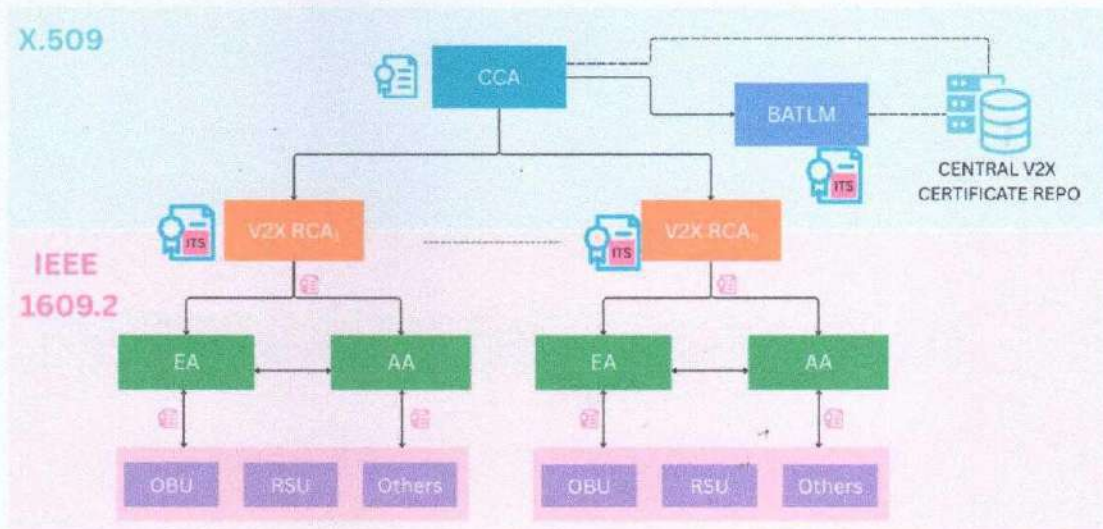 X.509
CCA
BATLM
ITS
CENTRAL V2X
CERTIFICATE REPO
ITS
V2X RCA₁
ITS
V2X RCAₙ
IEEE
1609.2
EA
AA
EA
AA
OBU
RSU
Others
OBU
RSU
Others